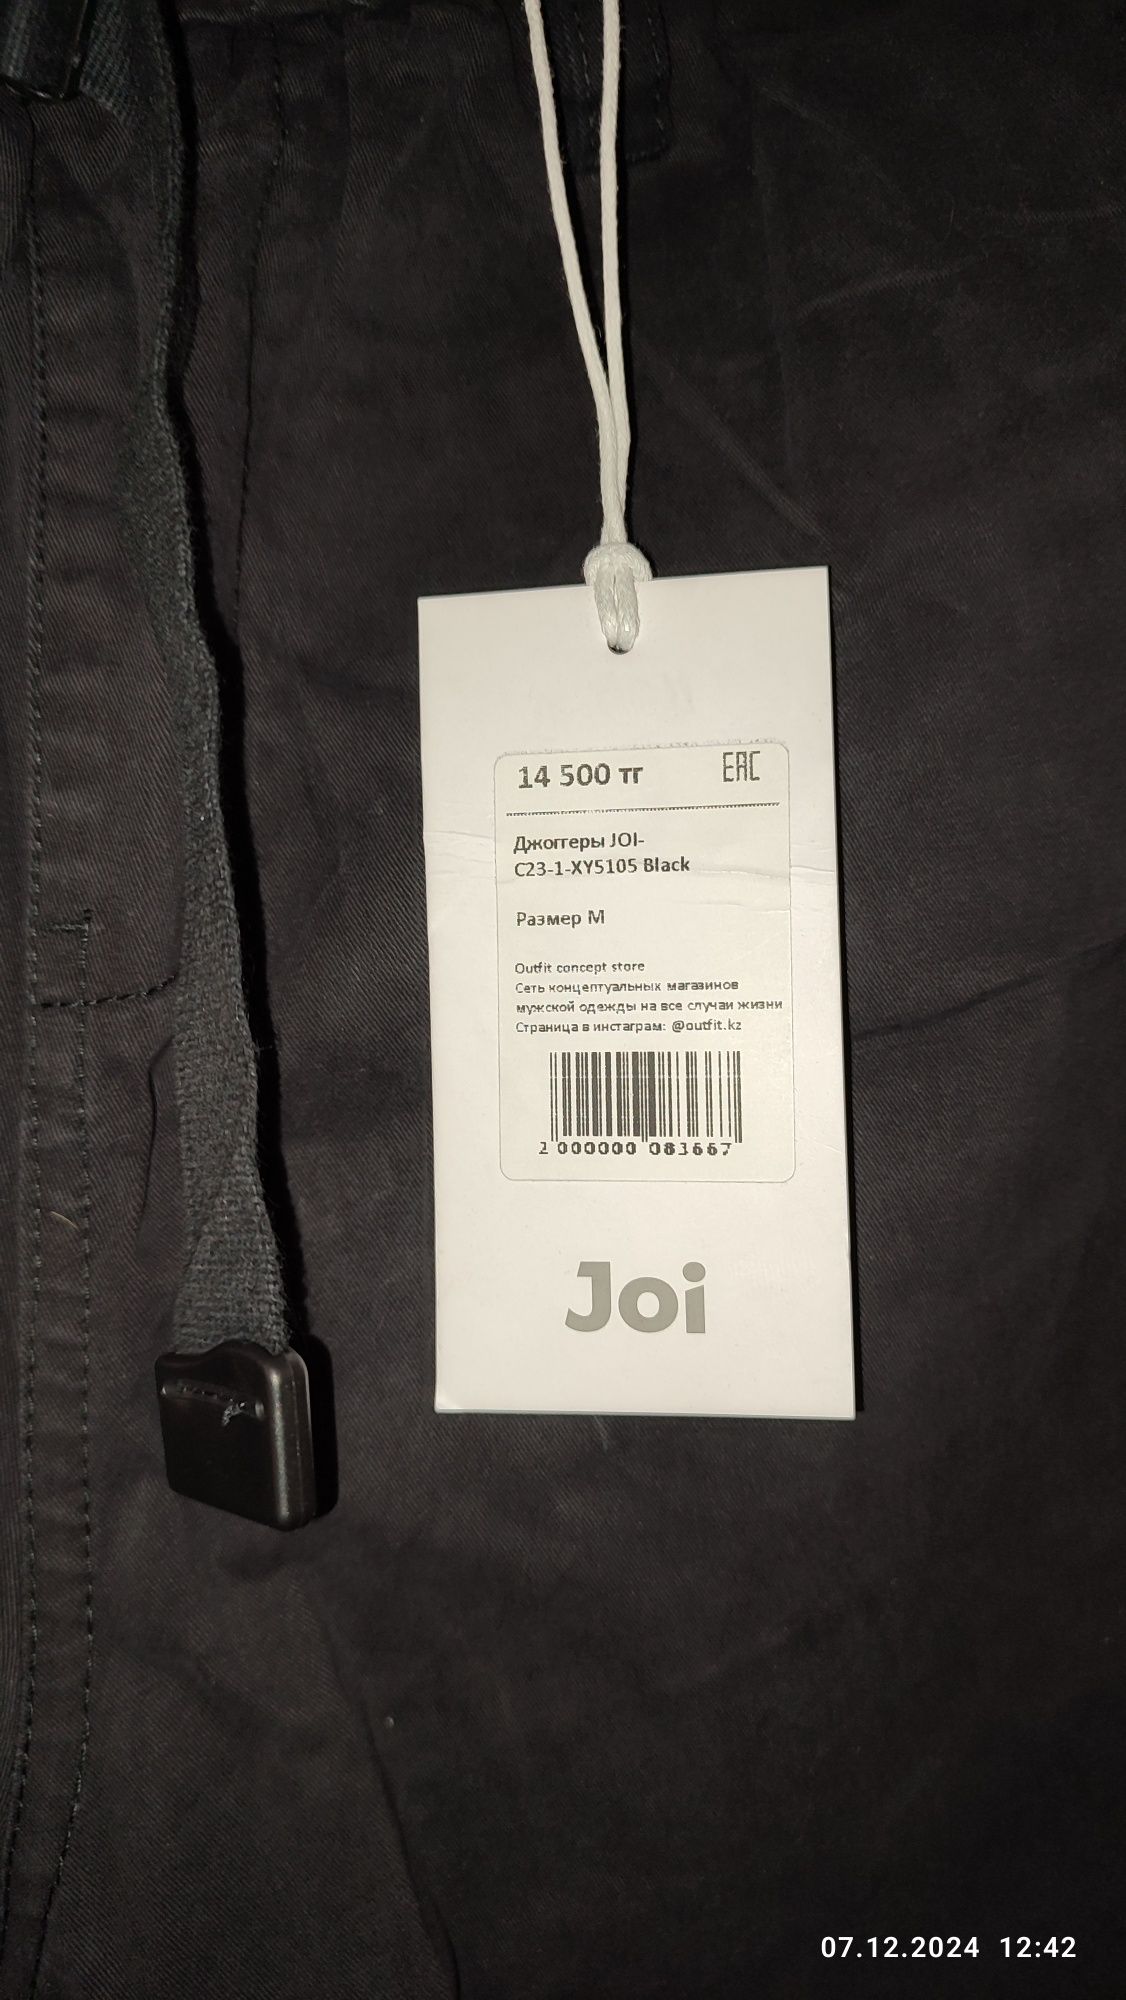 14 500 тг
EAC
Джоггеры JOI-
C23-1-XY5105 Black
Размер M
Outfit concept store
Сеть концептуальных магазинов
мужской одежды на все случаи жизни
Страница в инстаграм: @outfit.kz
2 000000 083667
Joi
07.12.2024 12:42